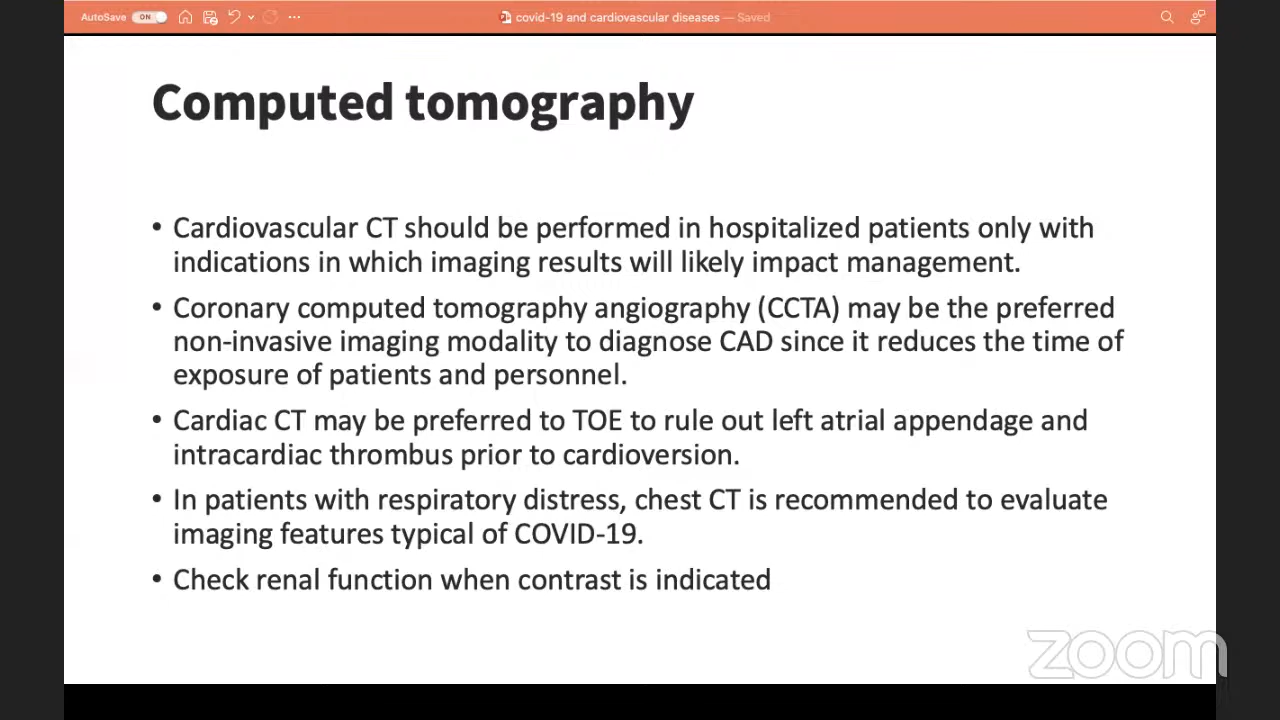 AutoSave ON covid-19 and cardiovascular diseases — Saved
Computed tomography
• Cardiovascular CT should be performed in hospitalized patients only with
indications in which imaging results will likely impact management.
• Coronary computed tomography angiography (CCTA) may be the preferred
non-invasive imaging modality to diagnose CAD since it reduces the time of
exposure of patients and personnel.
• Cardiac CT may be preferred to TOE to rule out left atrial appendage and
intracardiac thrombus prior to cardioversion.
• In patients with respiratory distress, chest CT is recommended to evaluate
imaging features typical of COVID-19.
• Check renal function when contrast is indicated
zoom